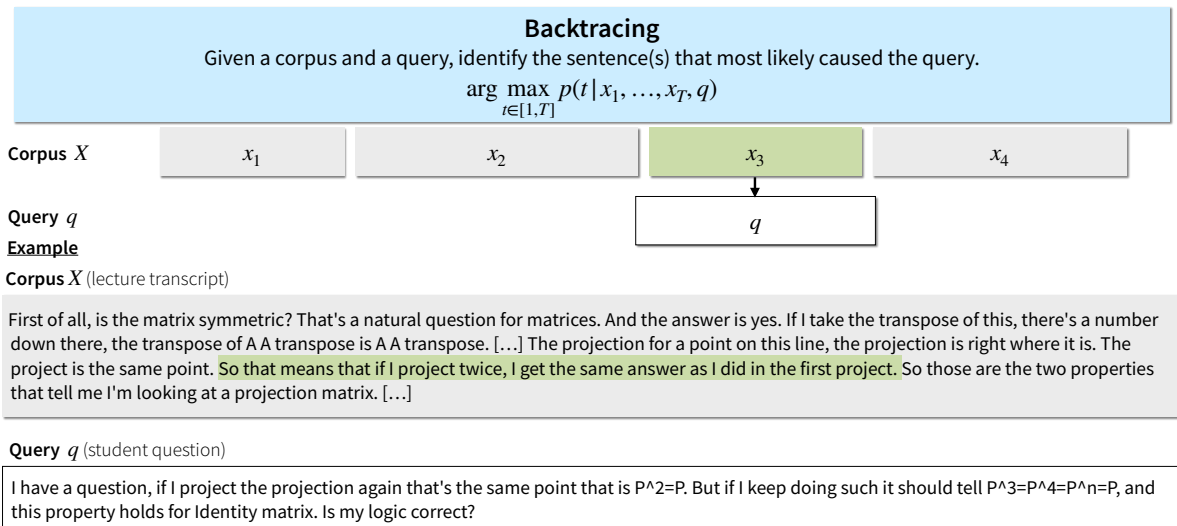 Backtracing
Given a corpus and a query, identify the sentence(s) that most likely caused the query.
arg max p(t|x₁, …, x_T, q)
t∈[1,T]
Corpus X
x₁ x₂ x₃ x₄
Query q
q
Example
Corpus X (lecture transcript)
First of all, is the matrix symmetric? That's a natural question for matrices. And the answer is yes. If I take the transpose of this, there's a number
down there, the transpose of A A transpose is A A transpose. […] The projection for a point on this line, the projection is right where it is. The
project is the same point. So that means that if I project twice, I get the same answer as I did in the first project. So those are the two properties
that tell me I'm looking at a projection matrix. […]
Query q (student question)
I have a question, if I project the projection again that's the same point that is P^2=P. But if I keep doing such it should tell P^3=P^4=P^n=P, and
this property holds for Identity matrix. Is my logic correct?